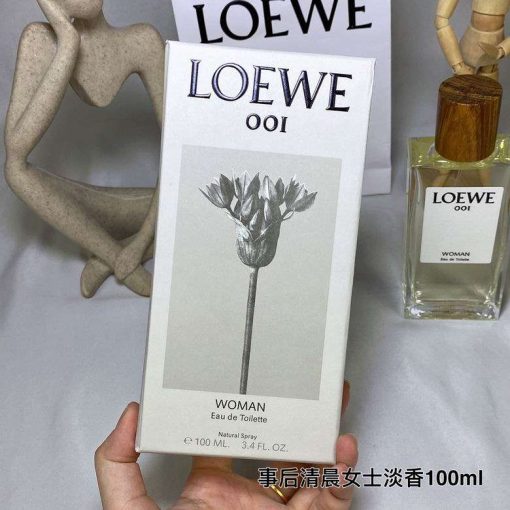 LOEWE
LOEWE
001
WOMAN
Eau de Toilette
Natural Spray
℮ 100 ML. 3.4 FL. OZ.
LOEWE
001
WOMAN
Eau de Toilette
事后清晨女士淡香100ml